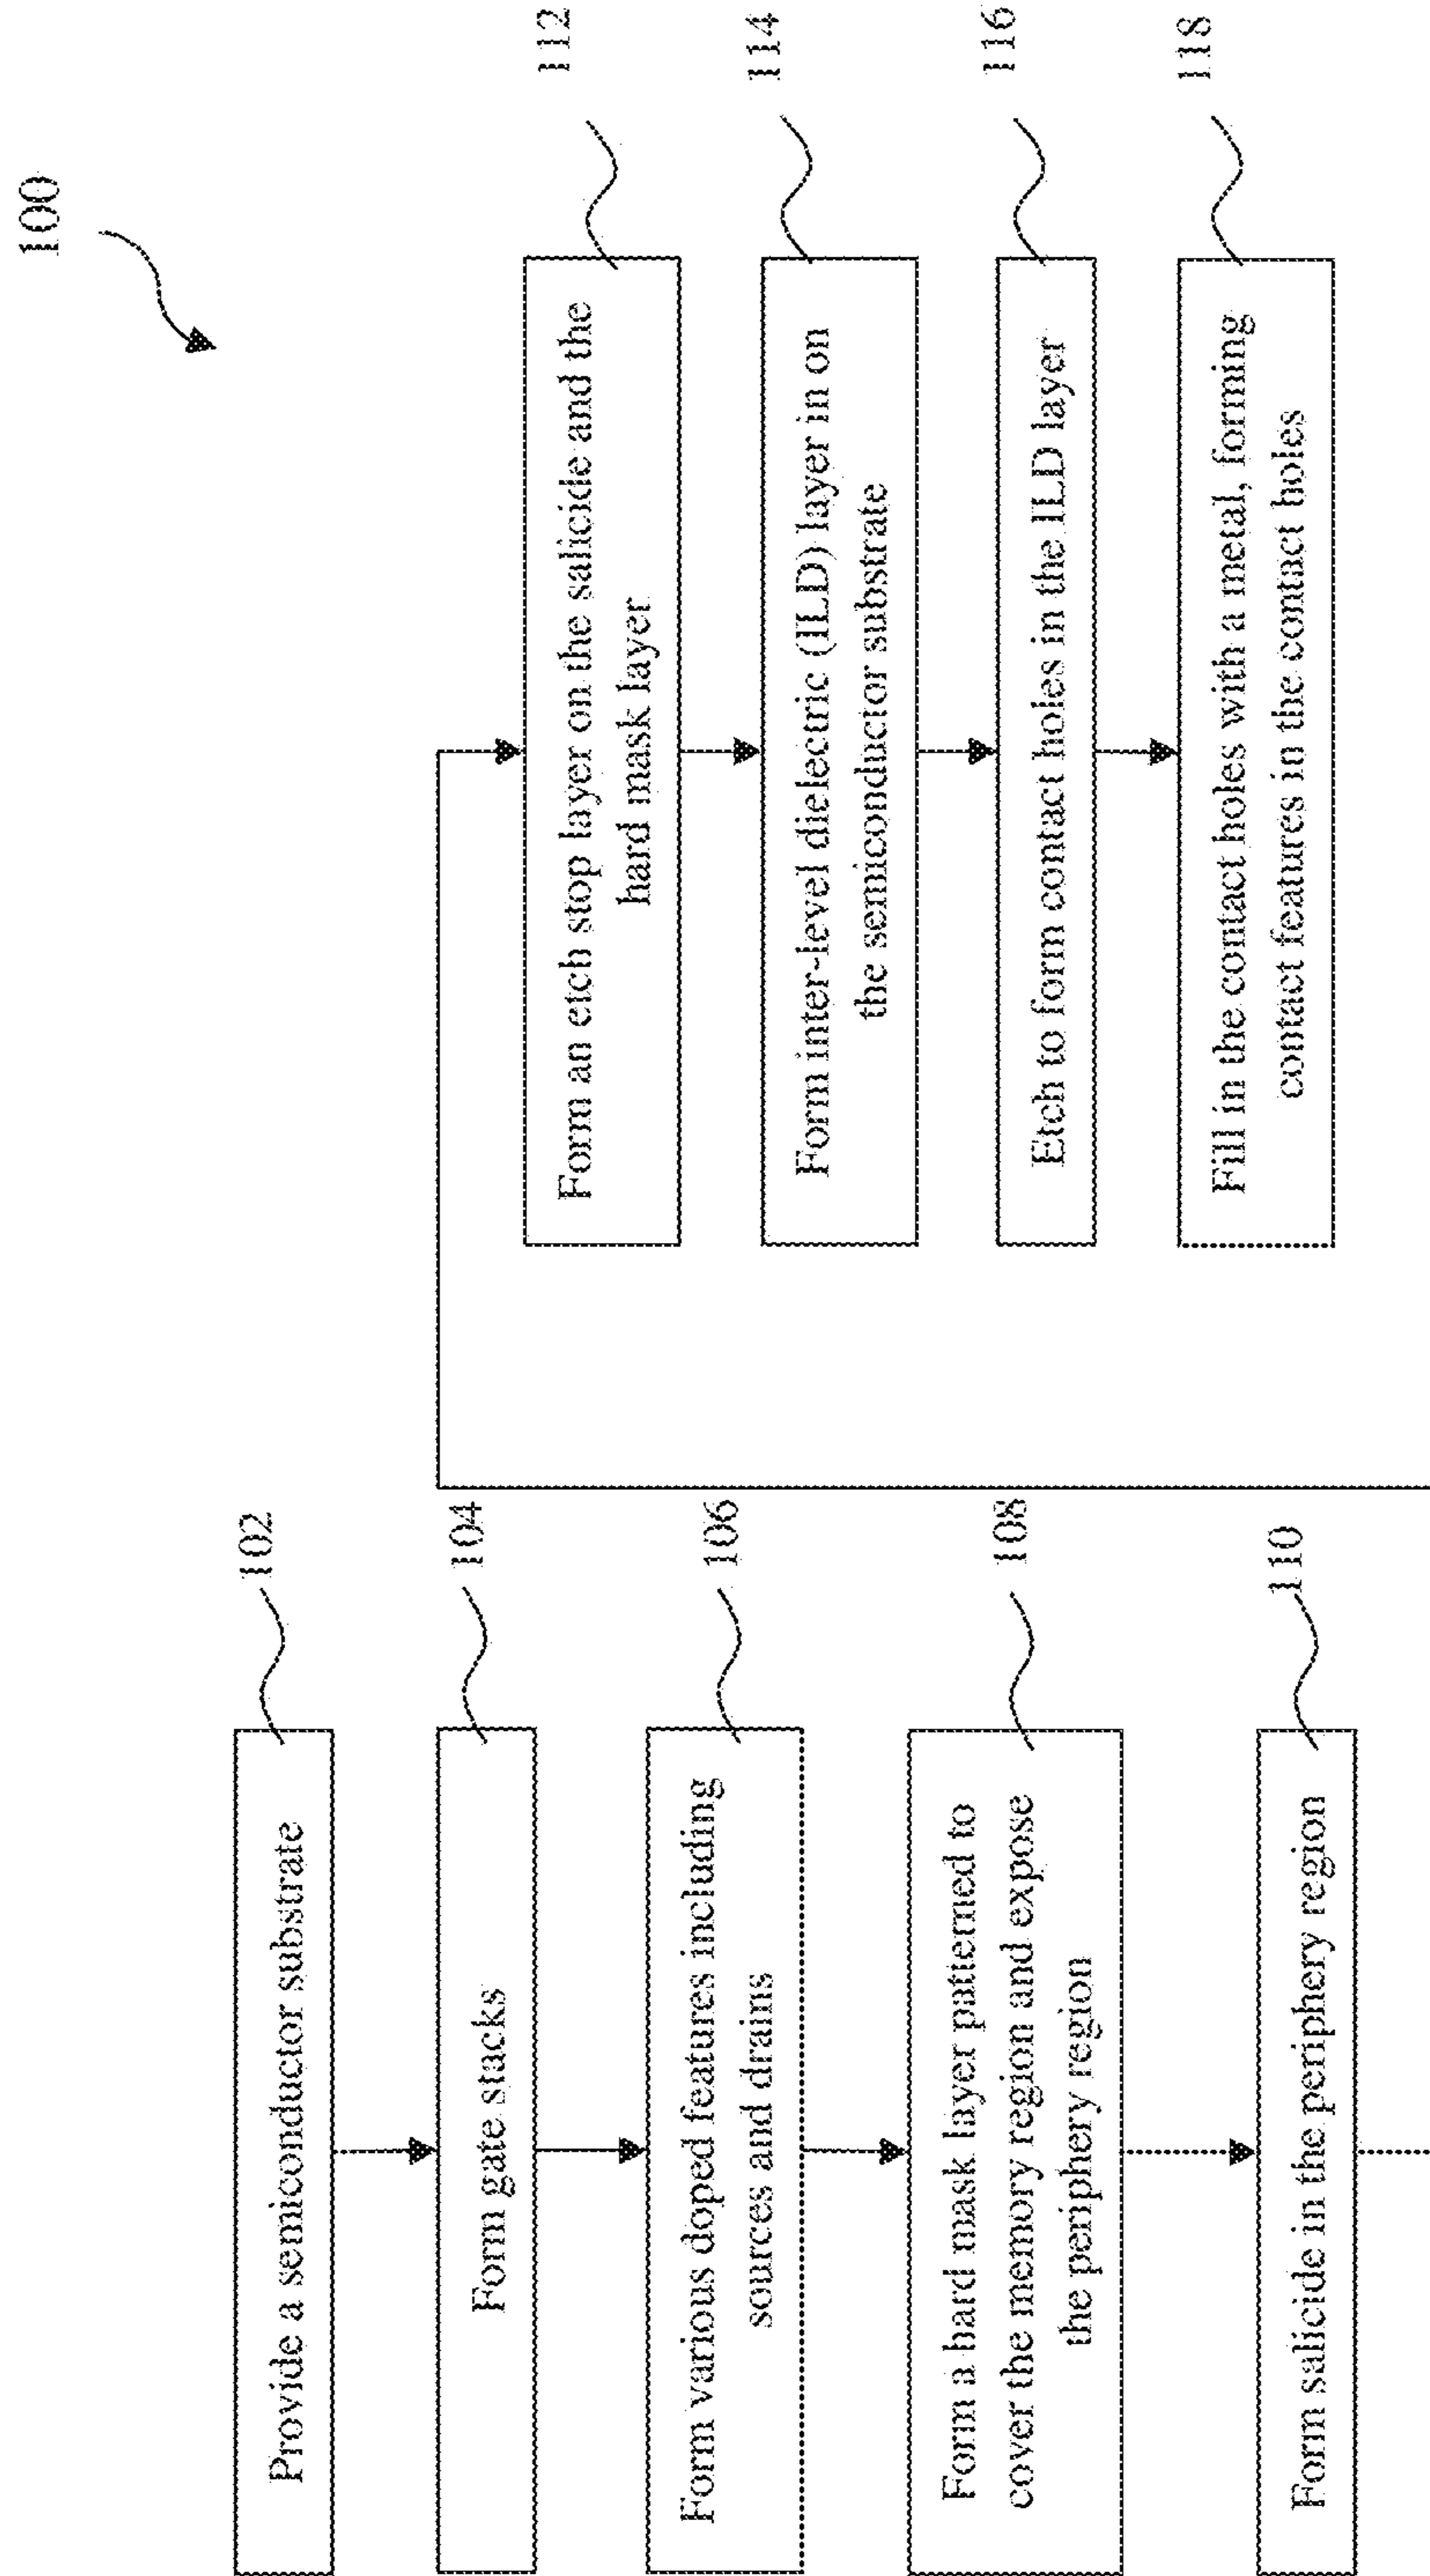 100
Provide a semiconductor substrate
102
Form gate stacks
104
Form various doped features including
sources and drains
106
Form a hard mask layer patterned to
cover the memory region and expose
the periphery region
108
Form salicide in the periphery region
110
Form an etch stop layer on the salicide and the
hard mask layer
112
Form inter-level dielectric (ILD) layer in on
the semiconductor substrate
114
Etch to form contact holes in the ILD layer
116
Fill in the contact holes with a metal, forming
contact features in the contact holes
118